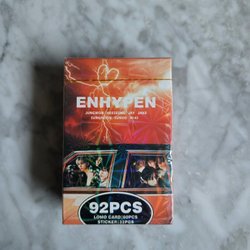 ENHYPEN
JUNGWON HEESEUNG JAY JAKE
SUNGHOON SUNOO NI-KI
92PCS
LOMO CARD:60PCS
STICKER:32PCS